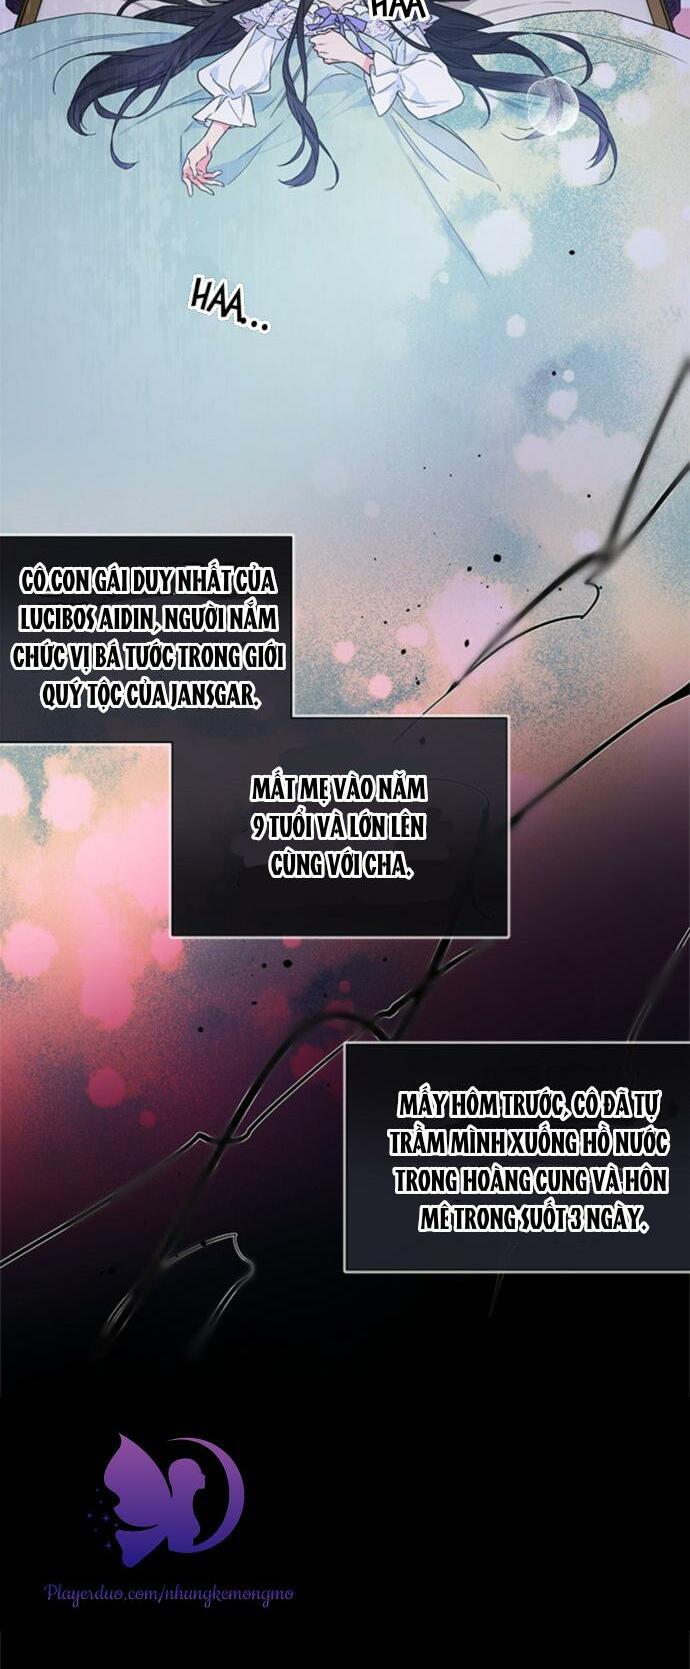 HAA
HAA...
CÔ CON GÁI DUY NHẤT CỦA
LUCIBOS AIDIN, NGƯỜI NẮM
CHỨC VỊ BÁ TƯỚC TRONG GIỚI
QUÝ TỘC CỦA JANSGAR.
MẤT MẸ VÀO NĂM
9 TUỔI VÀ LỚN LÊN
CÙNG VỚI CHA.
MẤY HÔM TRƯỚC, CÔ ĐÃ TỰ
TRẦM MÌNH XUỐNG HỒ NƯỚC
TRONG HOÀNG CUNG VÀ HÔN
MÊ TRONG SUỐT 3 NGÀY.
Playerduo.com/nhungkemongmo